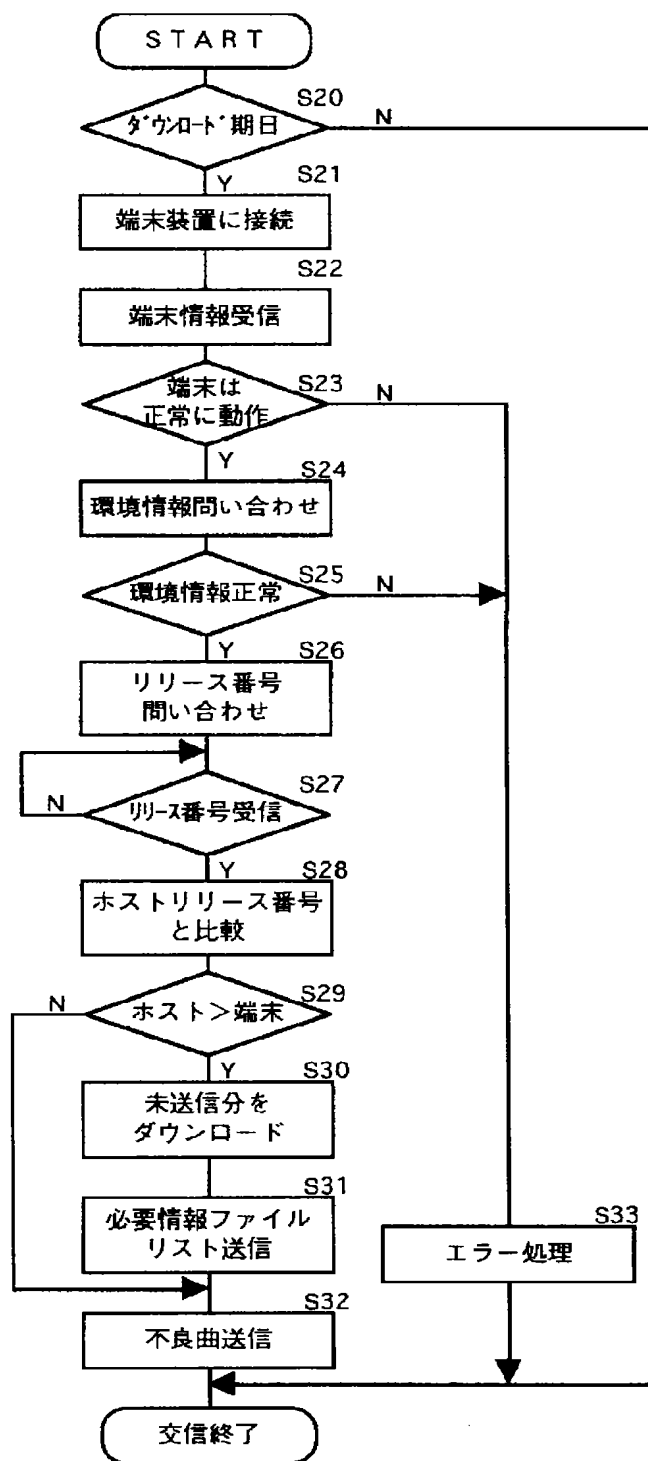 START
S20
ダウンロード期日
N
Y
S21
端末装置に接続
S22
端末情報受信
S23
端末は
正常に動作
N
Y
S24
環境情報問い合わせ
S25
環境情報正常
N
Y
S26
リリース番号
問い合わせ
S27
N
リリース番号受信
Y
S28
ホストリリース番号
と比較
S29
N
ホスト>端末
Y
S30
未送信分を
ダウンロード
S31
必要情報ファイル
リスト送信
S33
エラー処理
S32
不良曲送信
交信終了